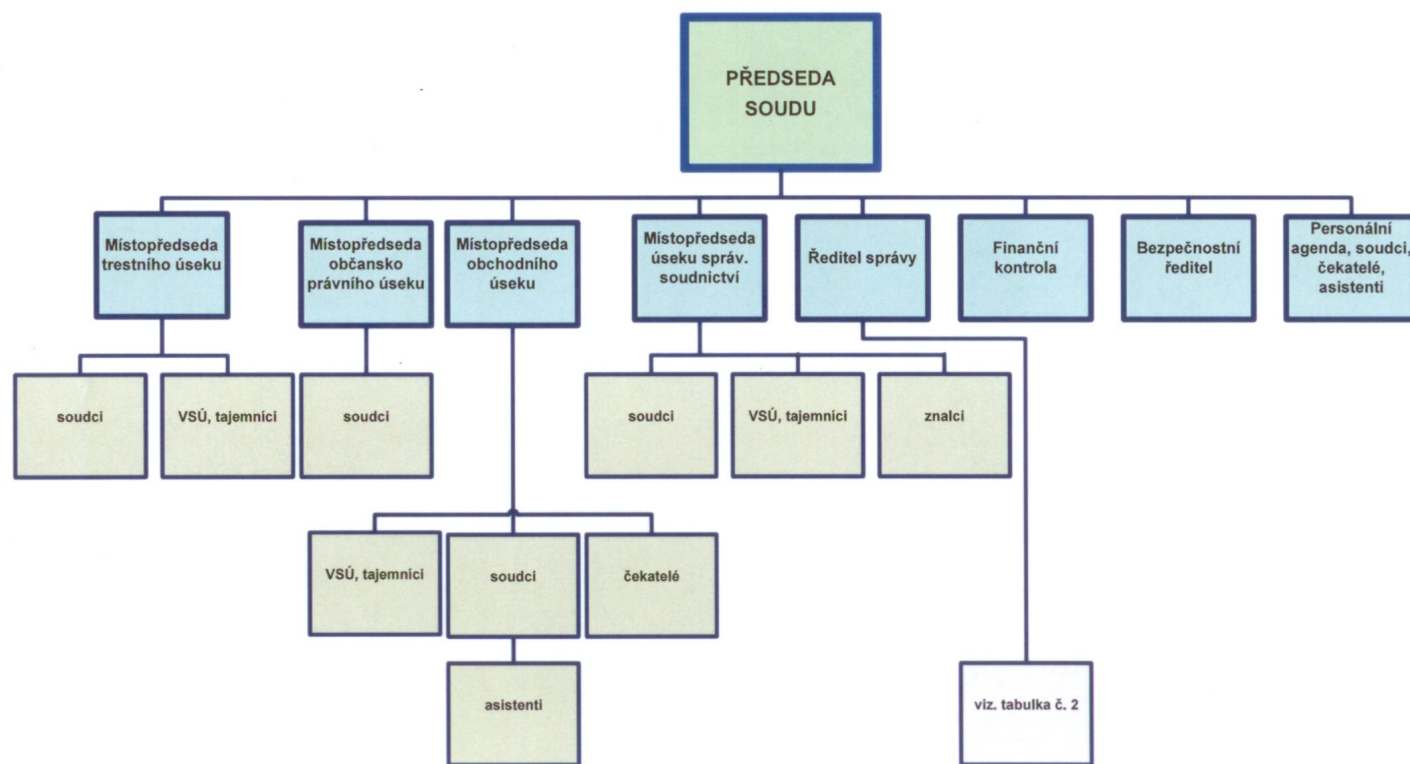 PŘEDSEDA
SOUDU
Místopředseda
trestního úseku
Místopředseda
občansko
právního úseku
Místopředseda
obchodního
úseku
Místopředseda
úseku správ.
soudnictví
Ředitel správy
Finanční
kontrola
Bezpečnostní
ředitel
Personální
agenda, soudci,
čekatelé,
asistenti
soudci
VSÚ, tajemníci
soudci
soudci
VSÚ, tajemníci
znalci
VSÚ, tajemníci
soudci
čekatelé
asistenti
viz. tabulka č. 2